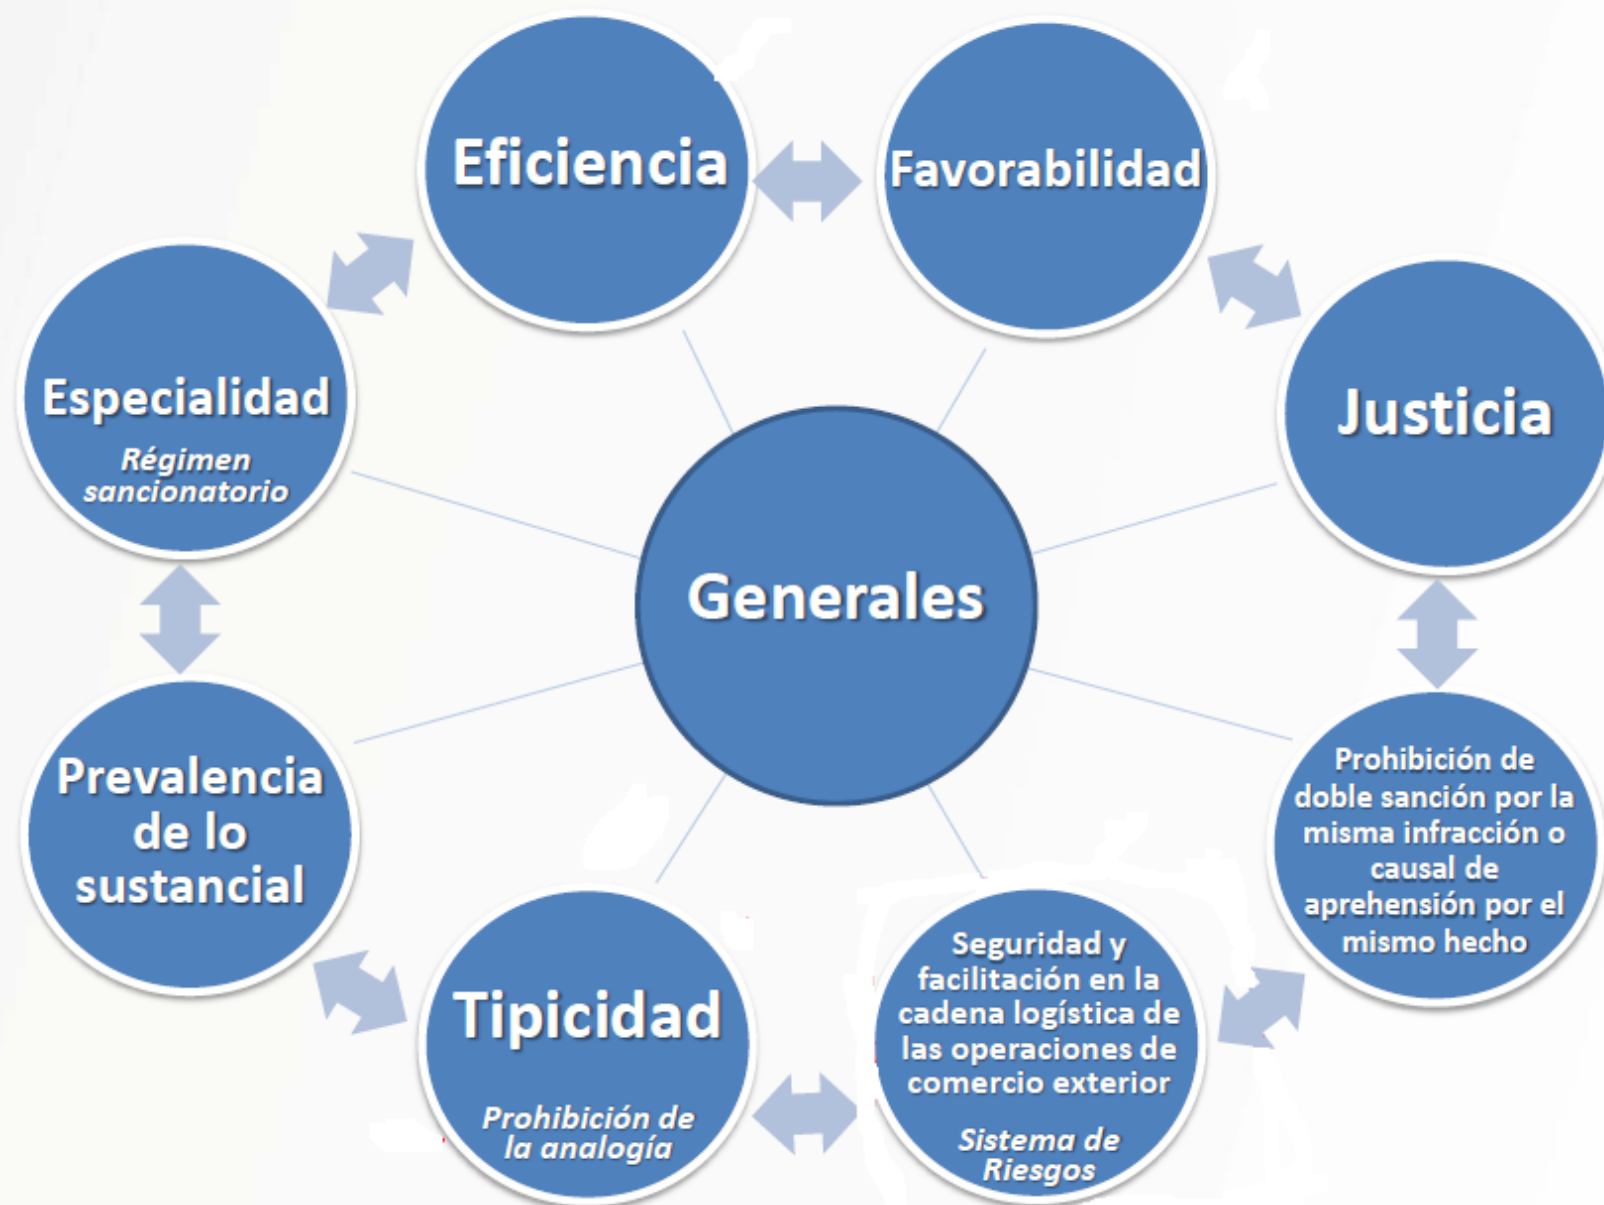 Eficiencia
Favorabilidad
Especialidad
Régimen
sancionatorio
Justicia
Generales
Prevalencia
de lo
sustancial
Prohibición de
doble sanción por la
misma infracción o
causal de
aprehensión por el
mismo hecho
Tipicidad
Prohibición de
la analogía
Seguridad y
facilitación en la
cadena logística de
las operaciones de
comercio exterior
Sistema de
Riesgos